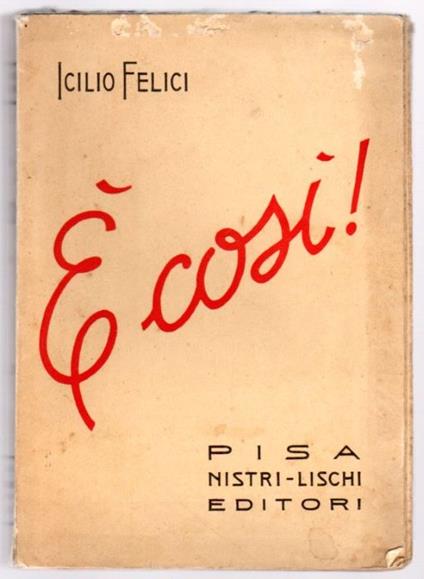 Icilio Felici
È così!
PISA
NISTRI-LISCHI
EDITORI